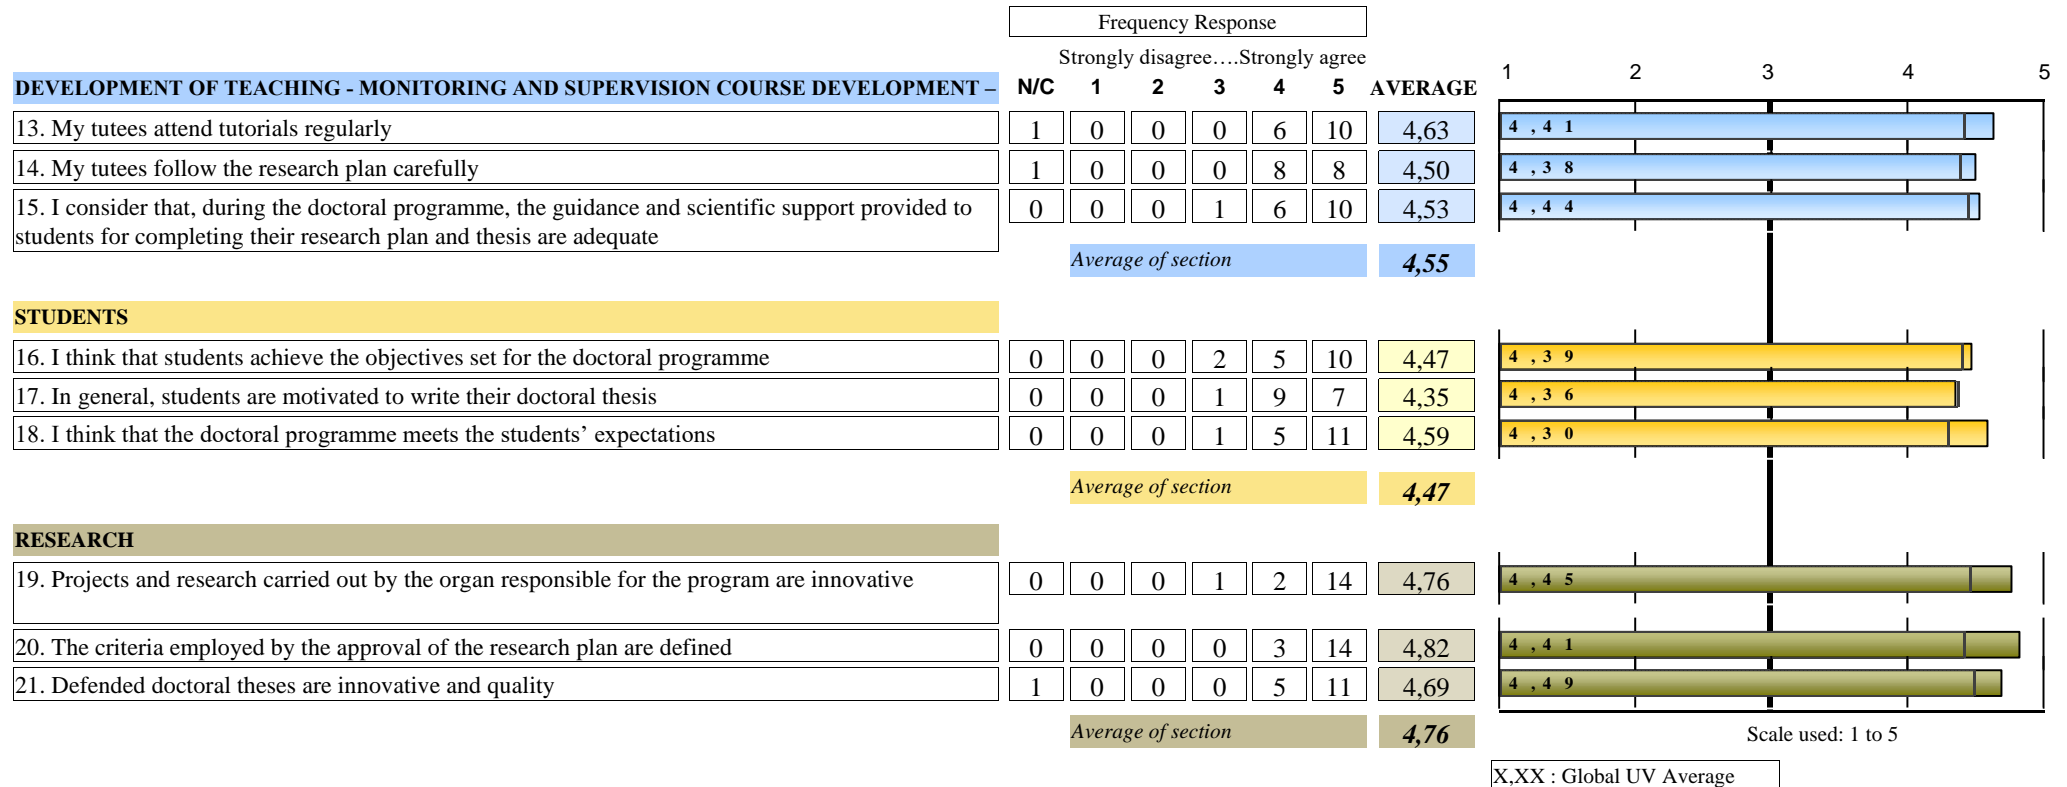 Frequency Response
Strongly disagree….Strongly agree
DEVELOPMENT OF TEACHING - MONITORING AND SUPERVISION COURSE DEVELOPMENT – N/C 1 2 3 4 5 AVERAGE 1 2 3 4 5
13. My tutees attend tutorials regularly 1 0 0 0 6 10 4,63 4,41
14. My tutees follow the research plan carefully 1 0 0 0 8 8 4,50 4,38
15. I consider that, during the doctoral programme, the guidance and scientific support provided to 0 0 0 1 6 10 4,53 4,44
students for completing their research plan and thesis are adequate
Average of section 4,55
STUDENTS
16. I think that students achieve the objectives set for the doctoral programme 0 0 0 2 5 10 4,47 4,39
17. In general, students are motivated to write their doctoral thesis 0 0 0 1 9 7 4,35 4,36
18. I think that the doctoral programme meets the students’ expectations 0 0 0 1 5 11 4,59 4,30
Average of section 4,47
RESEARCH
19. Projects and research carried out by the organ responsible for the program are innovative 0 0 0 1 2 14 4,76 4,45
20. The criteria employed by the approval of the research plan are defined 0 0 0 0 3 14 4,82 4,41
21. Defended doctoral theses are innovative and quality 1 0 0 0 5 11 4,69 4,49
Average of section 4,76 Scale used: 1 to 5
X,XX : Global UV Average